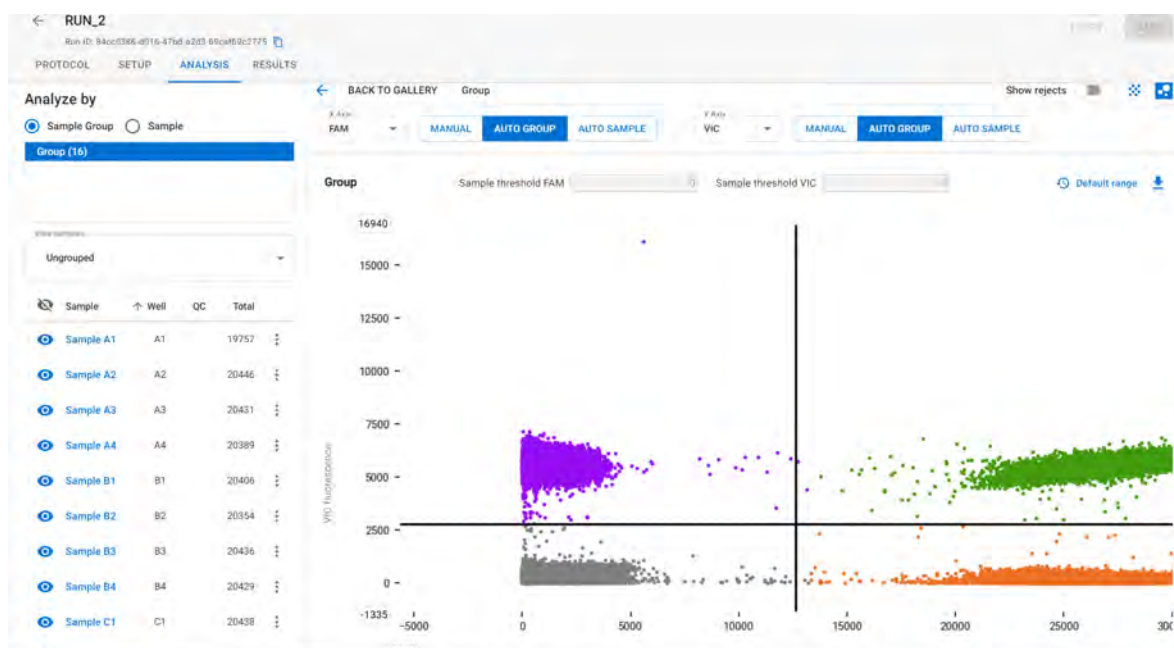 RUN_2
PROTOCOL SETUP ANALYSIS RESULTS
Analyze by
Sample Group Sample
Group (16)
Ungrouped
Sample Well QC Total
Sample A1 A1 19757
Sample A2 A2 20446
Sample A3 A3 20431
Sample A4 A4 20389
Sample B1 B1 20406
Sample B2 B2 20354
Sample B3 B3 20436
Sample B4 B4 20429
Sample C1 C1 20438
BACK TO GALLERY Group
Show rejects
X Axis
FAM
MANUAL AUTO GROUP AUTO SAMPLE
Y Axis
VIC
MANUAL AUTO GROUP AUTO SAMPLE
Group
Sample threshold FAM
Sample threshold VIC
Default range
VIC fluorescence
16940
15000
12500
10000
7500
5000
2500
0
-1335
-5000 0 5000 10000 15000 20000 25000